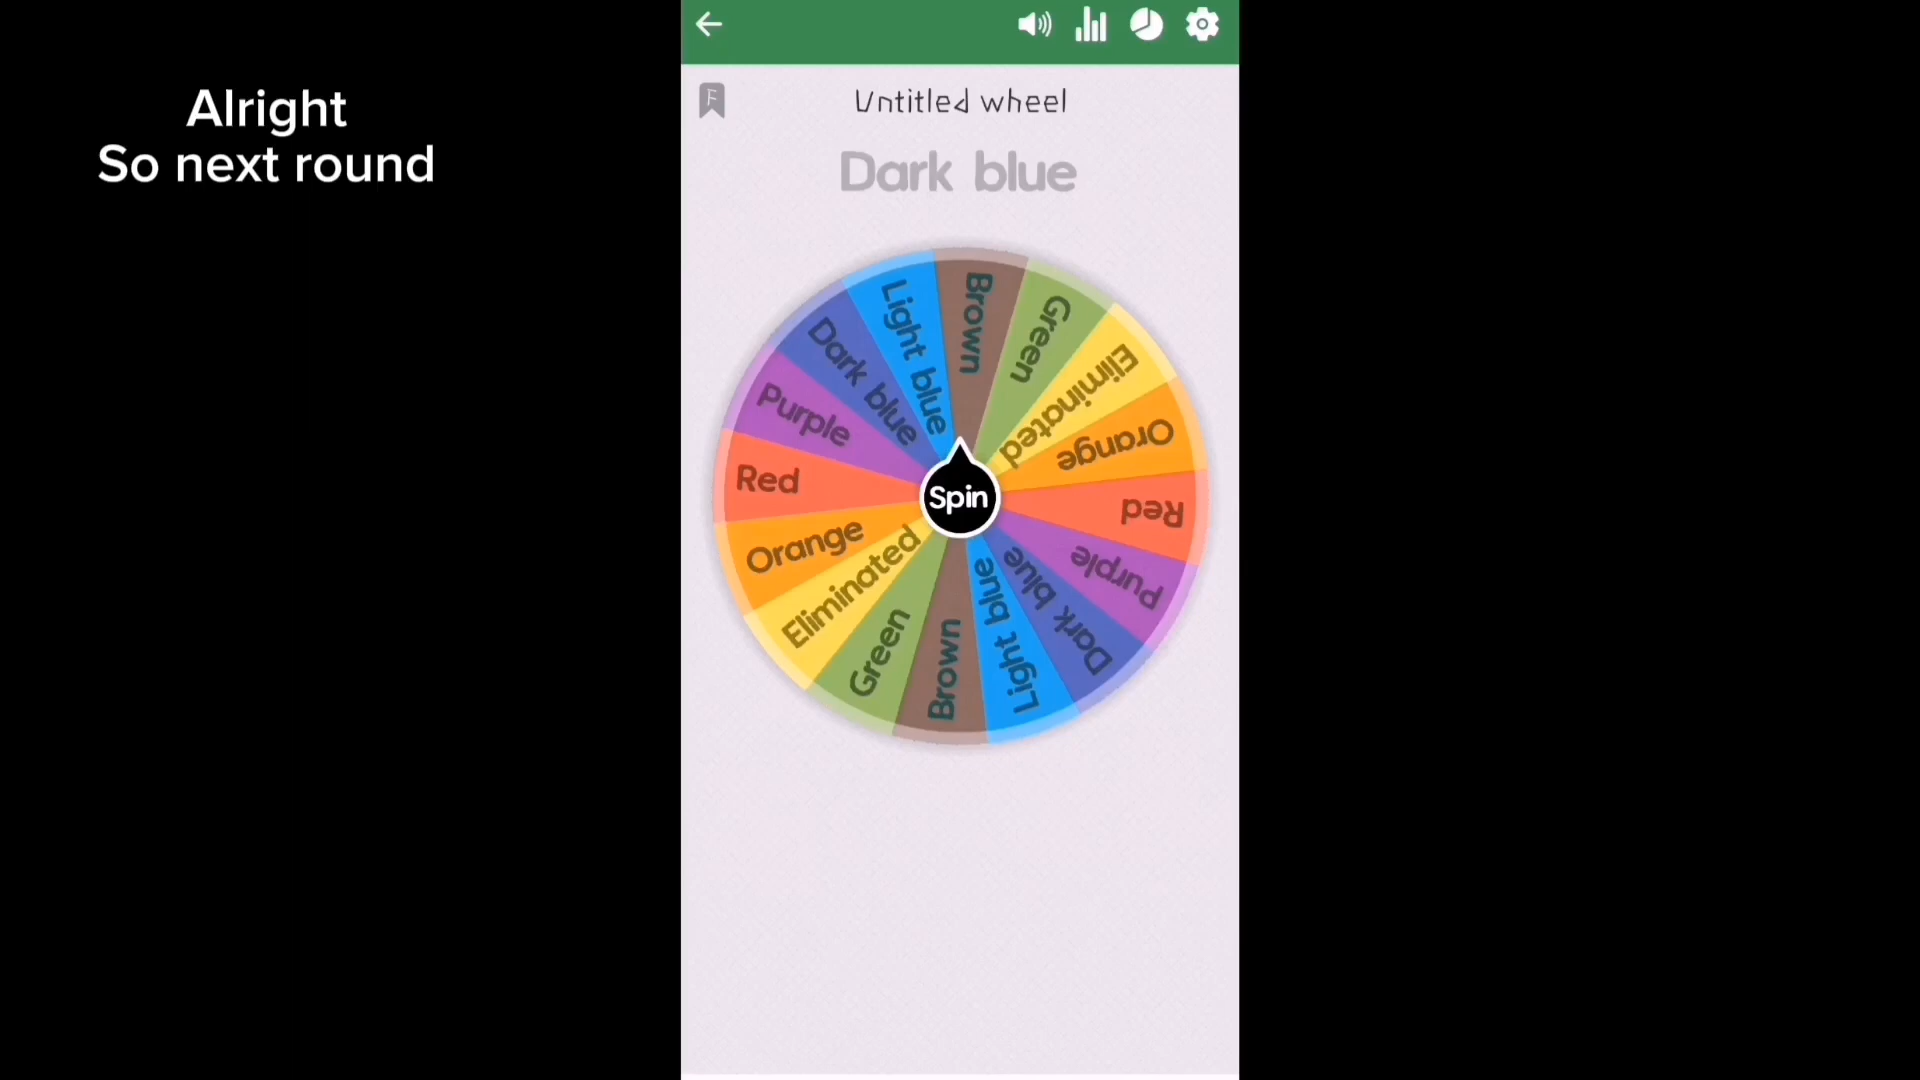 Alright
So next round
Untitled wheel
Dark blue
Brown
Green
Eliminated
Orange
Red
Purple
Dark blue
Light blue
Brown
Green
Eliminated
Orange
Red
Purple
Dark blue
Light blue
Spin